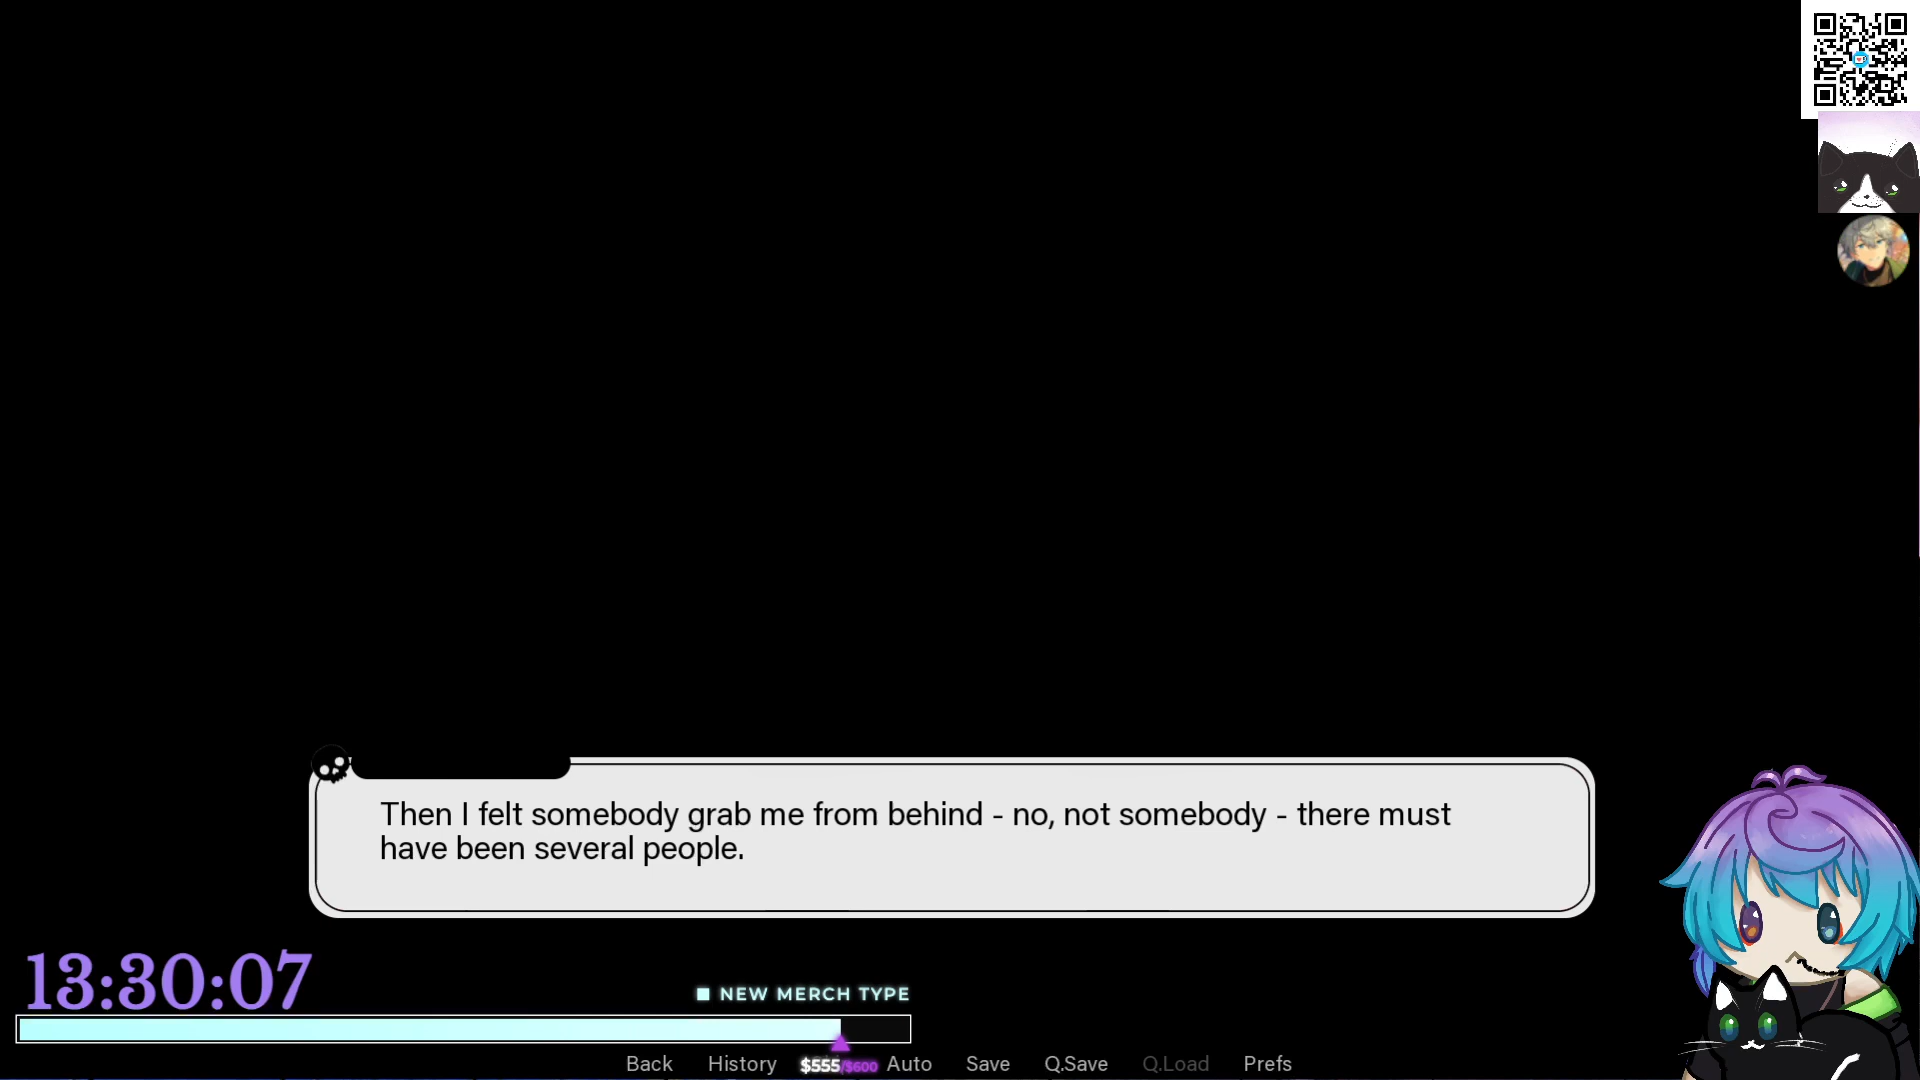 Then I felt somebody grab me from behind - no, not somebody - there must
have been several people.
13:30:07
NEW MERCH TYPE
Back History $555/$600 Auto Save Q.Save Q.Load Prefs